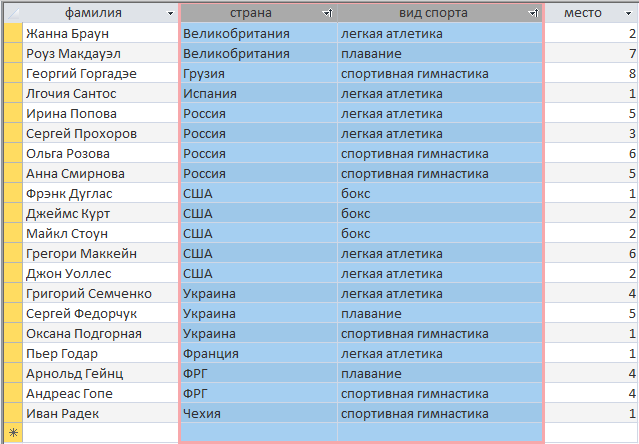 фамилия страна вид спорта место
Жанна Браун Великобритания легкая атлетика 2
Роуз Макдауэл Великобритания плавание 7
Георгий Горгадэе Грузия спортивная гимнастика 8
Лгочия Сантос Испания легкая атлетика 1
Ирина Попова Россия легкая атлетика 5
Сергей Прохоров Россия легкая атлетика 3
Ольга Розова Россия спортивная гимнастика 6
Анна Смирнова Россия спортивная гимнастика 5
Фрэнк Дуглас США бокс 1
Джеймс Курт США бокс 2
Майкл Стоун США бокс 2
Грегори Маккейн США легкая атлетика 6
Джон Уоллес США легкая атлетика 2
Григорий Семченко Украина легкая атлетика 4
Сергей Федорчук Украина плавание 5
Оксана Подгорная Украина спортивная гимнастика 1
Пьер Годар Франция легкая атлетика 1
Арнольд Гейнц ФРГ плавание 4
Андреас Гопе ФРГ спортивная гимнастика 4
Иван Радек Чехия спортивная гимнастика 1